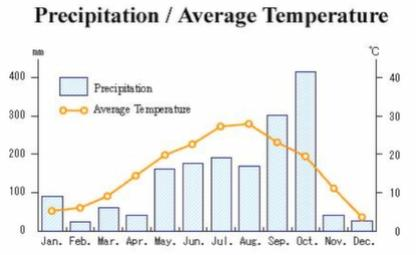 Precipitation / Average Temperature
mm
℃
400
300
200
100
0
Precipitation
Average Temperature
40
30
20
10
0
Jan. Feb. Mar. Apr. May. Jun. Jul. Aug. Sep. Oct. Nov. Dec.